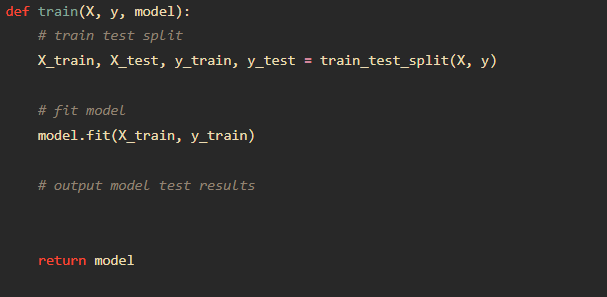 def train(X, y, model):
    # train test split
    X_train, X_test, y_train, y_test = train_test_split(X, y)
    # fit model
    model.fit(X_train, y_train)
    # output model test results
    return model